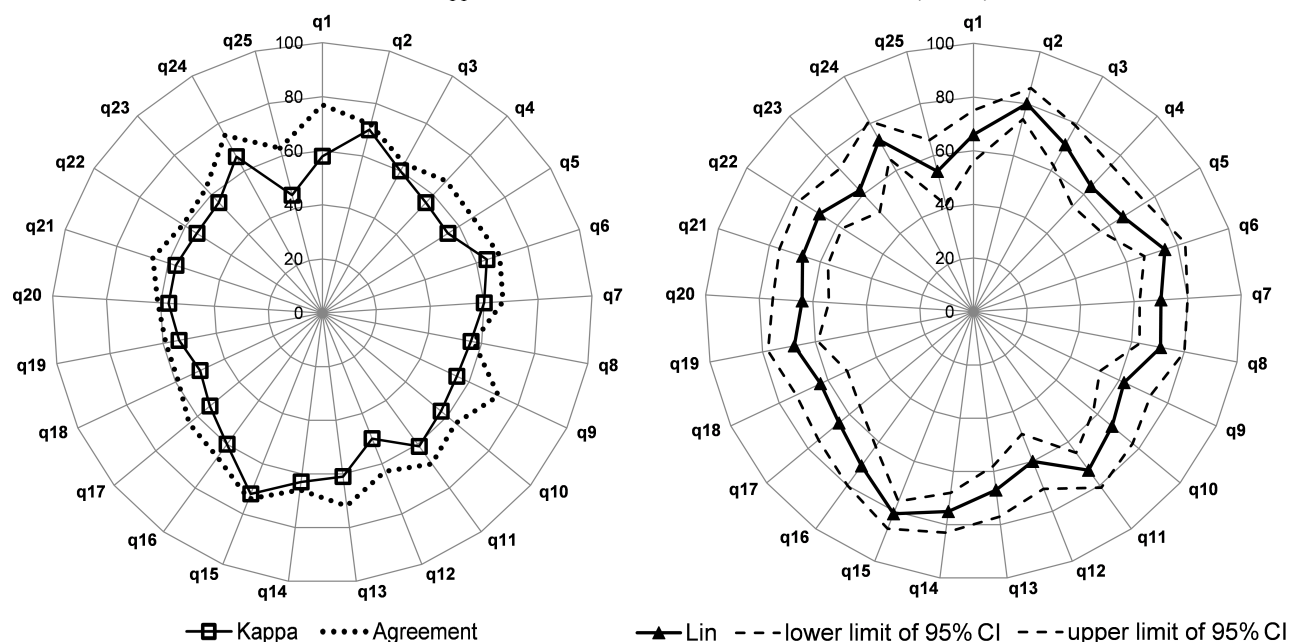 q1
q2
q3
q4
q5
q6
q7
q8
q9
q10
q11
q12
q13
q14
q15
q16
q17
q18
q19
q20
q21
q22
q23
q24
q25
100
80
60
40
20
0
Kappa
Agreement
q1
q2
q3
q4
q5
q6
q7
q8
q9
q10
q11
q12
q13
q14
q15
q16
q17
q18
q19
q20
q21
q22
q23
q24
q25
100
80
60
40
20
0
Lin
lower limit of 95% CI
upper limit of 95% CI